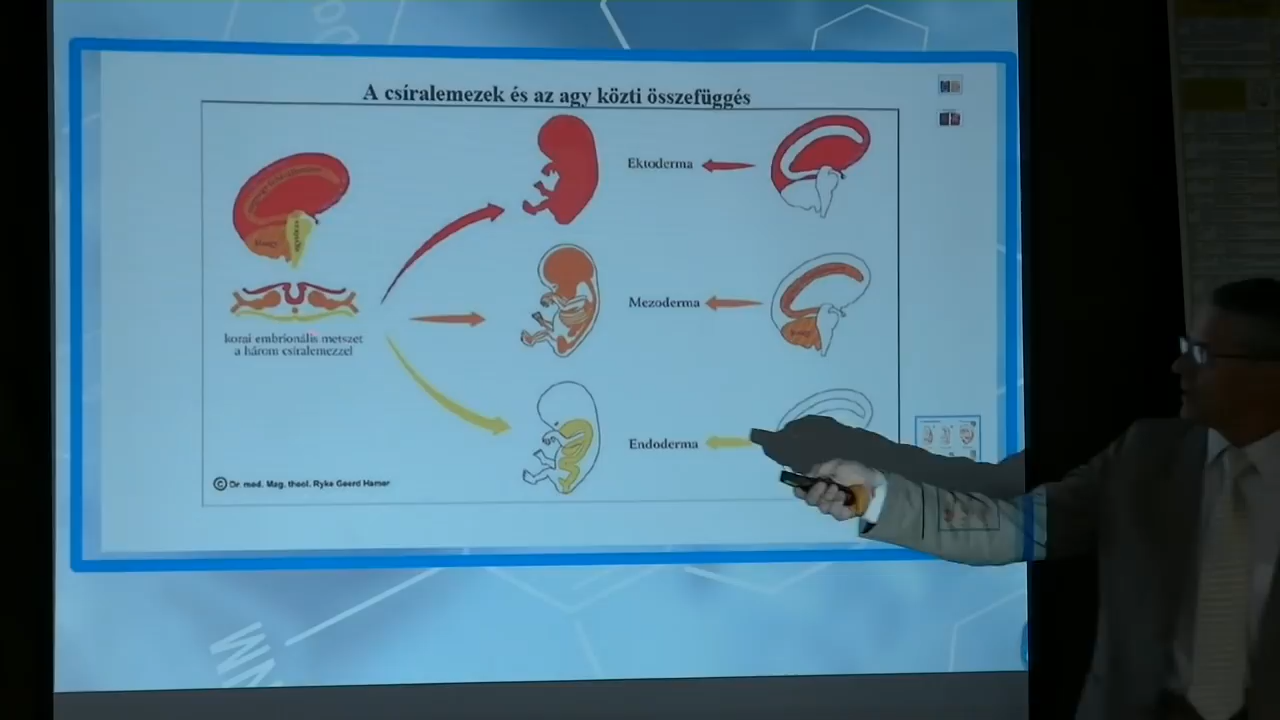 A csíralemezek és az agy közti összefüggés
Ektoderma
korai embrionális metszet
a három csíralemezzel
Mezoderma
Endoderma
© Dr. med. Mag. theol. Ryke Geerd Hamer